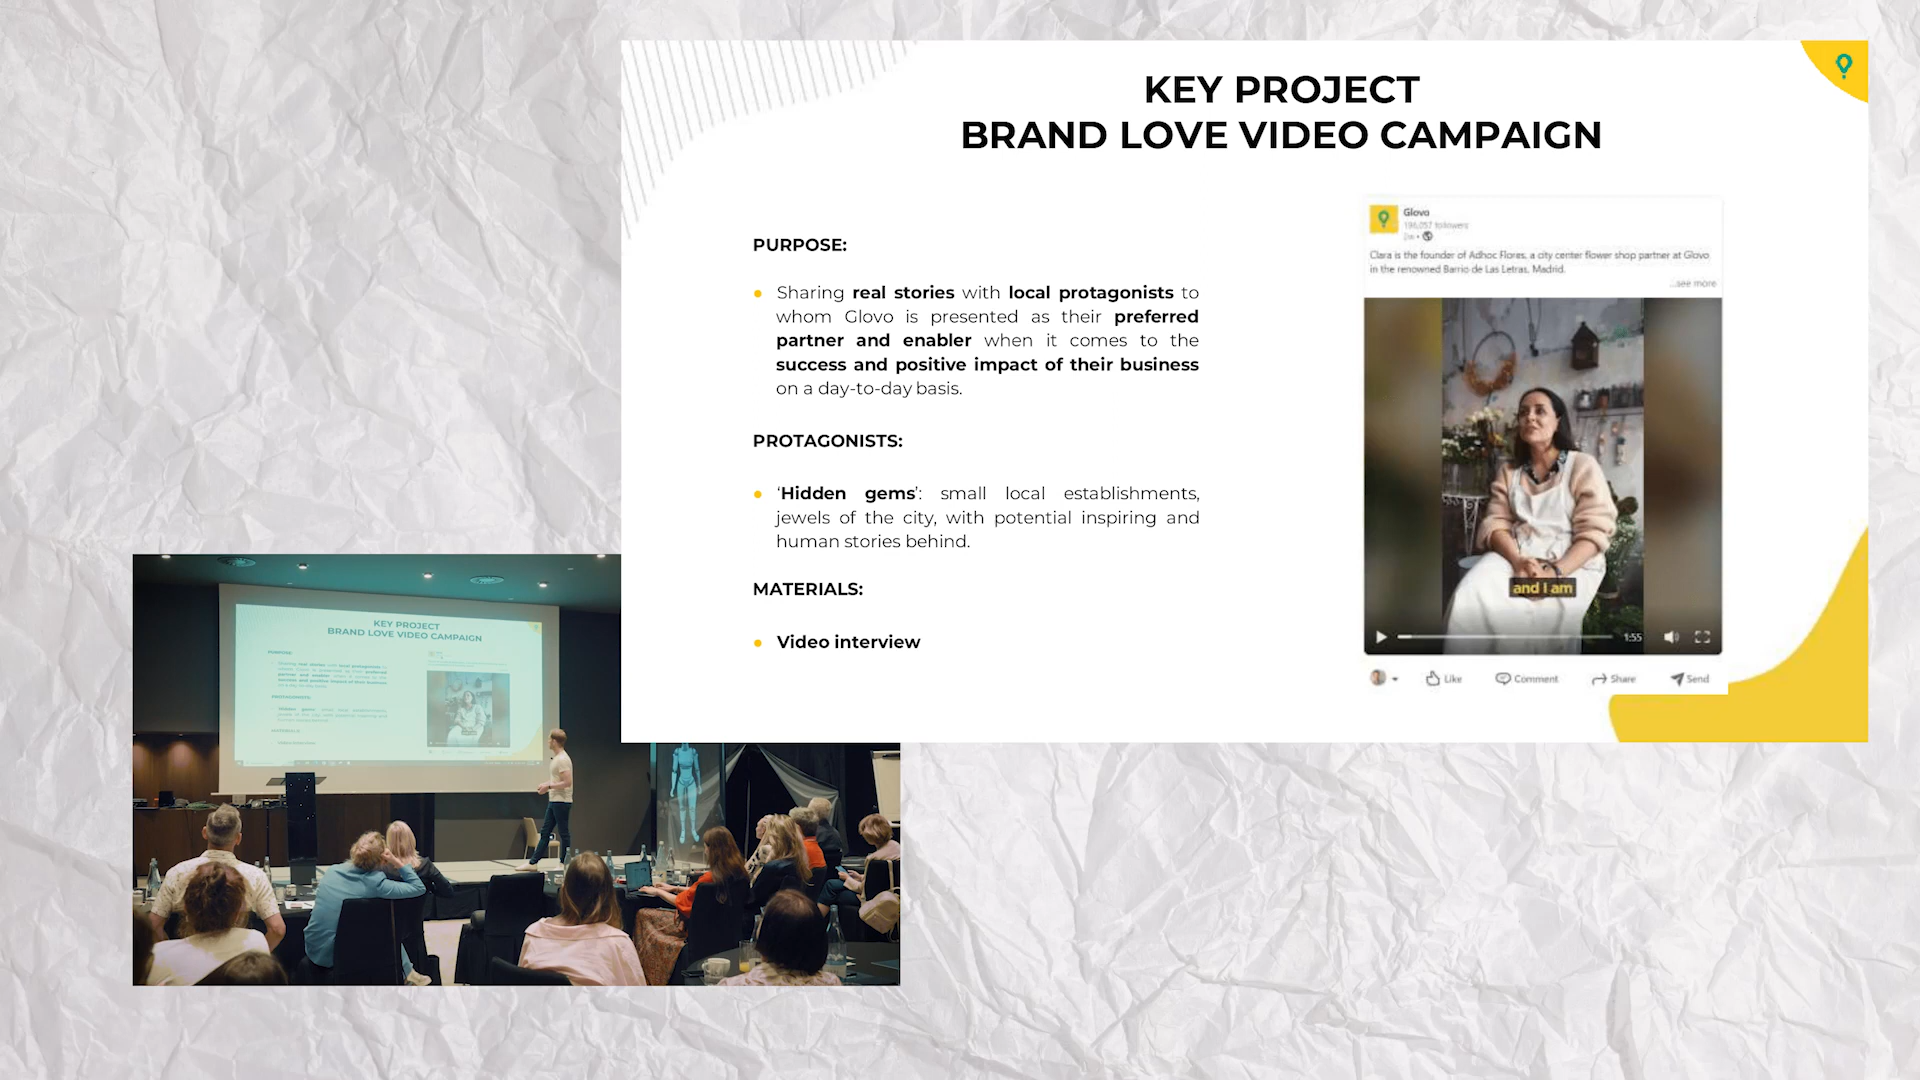 KEY PROJECT
BRAND LOVE VIDEO CAMPAIGN
PURPOSE:
Sharing real stories with local protagonists to
whom Glovo is presented as their preferred
partner and enabler when it comes to the
success and positive impact of their business
on a day-to-day basis.
PROTAGONISTS:
‘Hidden gems’: small local establishments,
jewels of the city, with potential inspiring and
human stories behind.
MATERIALS:
Video interview
Glovo
196,057 followers
Clara is the founder of Adhoc Flores, a city center flower shop partner at Glovo
in the renowned Barrio de Las Letras, Madrid.
...see more
and I am
1:55
Like Comment Share Send
KEY PROJECT
BRAND LOVE VIDEO CAMPAIGN
PURPOSE: